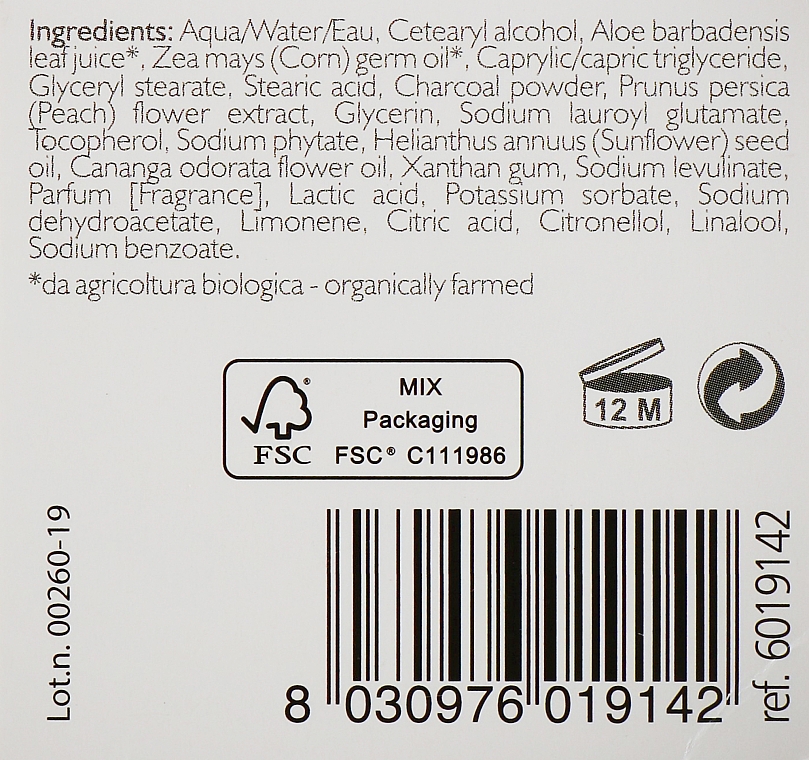 Ingredients: Aqua/Water/Eau, Cetearyl alcohol, Aloe barbadensis
leaf juice*, Zea mays (Corn) germ oil*, Caprylic/capric triglyceride,
Glyceryl stearate, Stearic acid, Charcoal powder, Prunus persica
(Peach) flower extract, Glycerin, Sodium lauroyl glutamate,
Tocopherol, Sodium phytate, Helianthus annuus (Sunflower) seed
oil, Cananga odorata flower oil, Xanthan gum, Sodium levulinate,
Parfum [Fragrance], Lactic acid, Potassium sorbate, Sodium
dehydroacetate, Limonene, Citric acid, Citronellol, Linalool,
Sodium benzoate.
*da agricoltura biologica - organically farmed
FSC®
MIX
Packaging
FSC® C111986
12 M
Lot.n. 00260-19
8 030976 019142
ref. 6019142